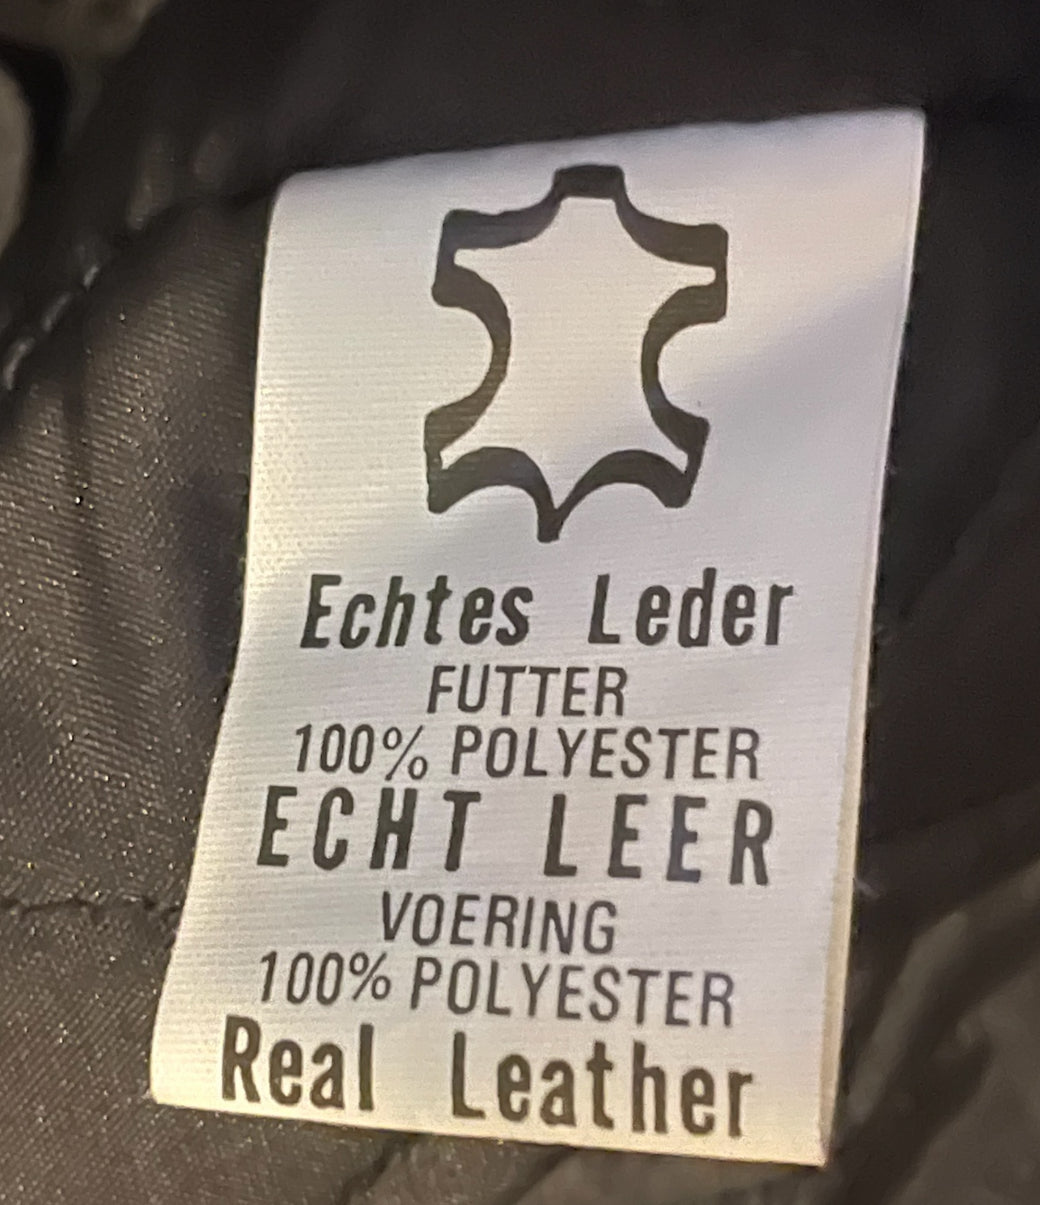 Echtes Leder
FUTTER
100% POLYESTER
ECHT LEER
VOERING
100% POLYESTER
Real Leather